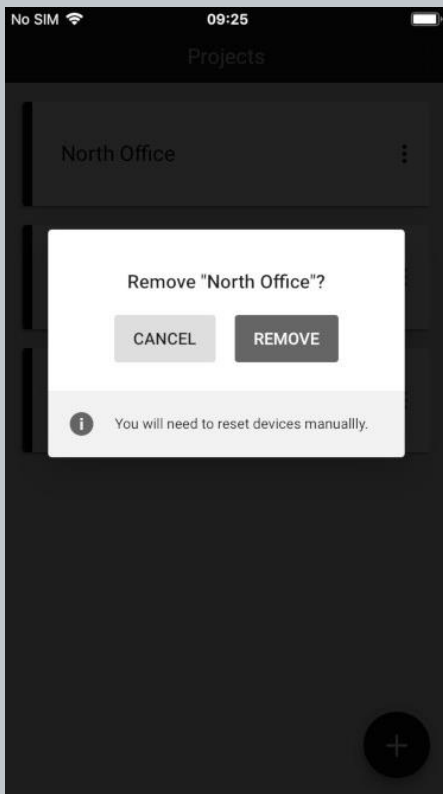 No SIM 09:25
Projects
North Office
Remove "North Office"?
CANCEL REMOVE
You will need to reset devices manuallly.